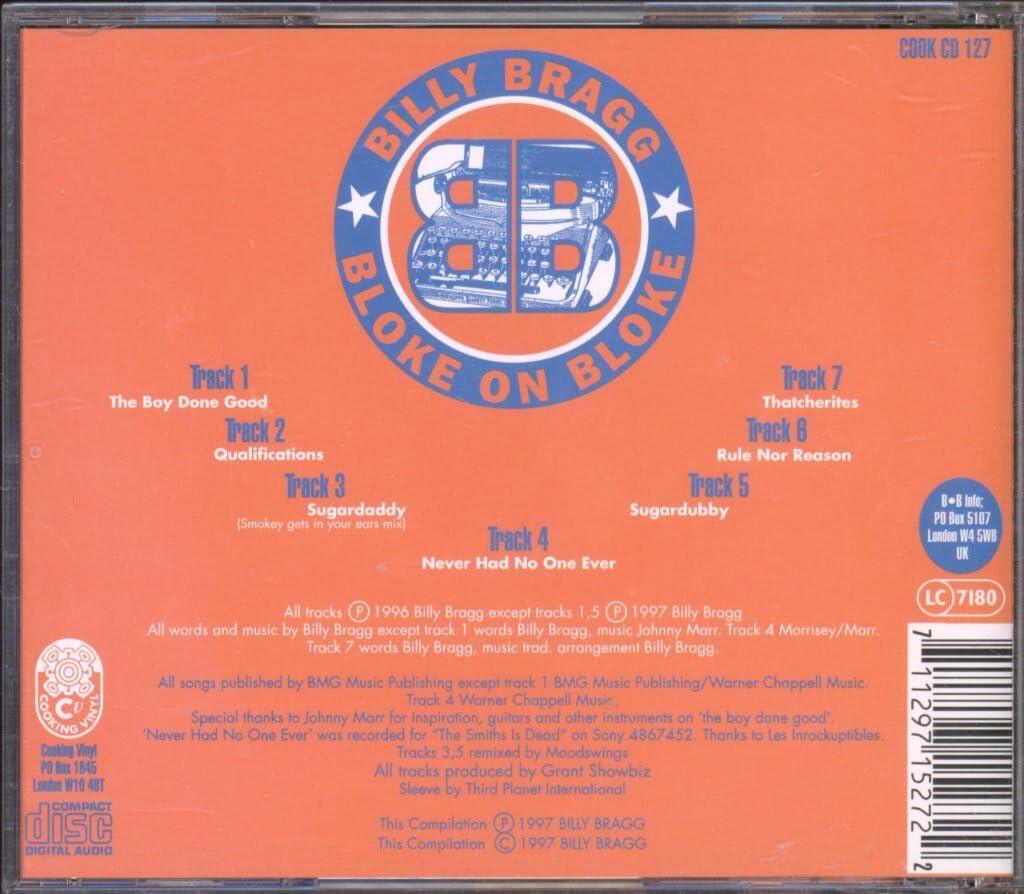 COOK CD 127
BILLY BRAGG
BLOKE ON BLOKE
Track 1
The Boy Done Good
Track 2
Qualifications
Track 3
Sugardaddy
(Smokey gets in your ears mix)
Track 4
Never Had No One Ever
Track 5
Sugardubby
Track 6
Rule Nor Reason
Track 7
Thatcherites
B•B Info;
PO Box 5107
London W4 5WB
UK
LC 7180
All tracks Ⓟ 1996 Billy Bragg except tracks 1,5 Ⓟ 1997 Billy Bragg
All words and music by Billy Bragg except track 1 words Billy Bragg, music Johnny Marr. Track 4 Morrisey/Marr.
Track 7 words Billy Bragg, music trad. arrangement Billy Bragg.
All songs published by BMG Music Publishing except track 1 BMG Music Publishing/Warner Chappell Music.
Track 4 Warner Chappell Music.
Special thanks to Johnny Marr for Inspiration, guitars and other instruments on 'the boy done good'.
'Never Had No One Ever' was recorded for "The Smiths Is Dead" on Sony 4867452. Thanks to Les Inrockuptibles.
Tracks 3,5 remixed by Moodswings
All tracks produced by Grant Showbiz
Sleeve by Third Planet International
This Compilation Ⓟ 1997 BILLY BRAGG
This Compilation © 1997 BILLY BRAGG
COOKING VINYL
CV
Cooking Vinyl
PO Box 1845
London W10 4BT
COMPACT
disc
DIGITAL AUDIO
7 11297 15272 2